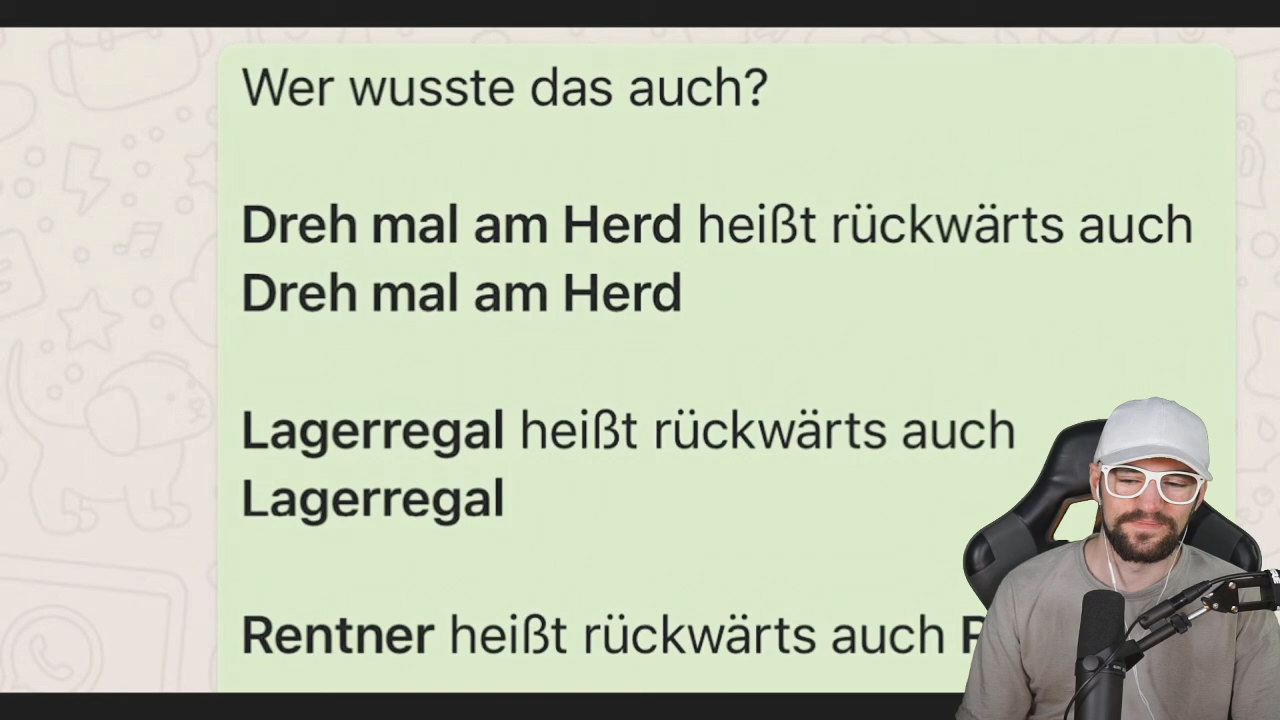 Wer wusste das auch?
Dreh mal am Herd heißt rückwärts auch
Dreh mal am Herd
Lagerregal heißt rückwärts auch
Lagerregal
Rentner heißt rückwärts auch